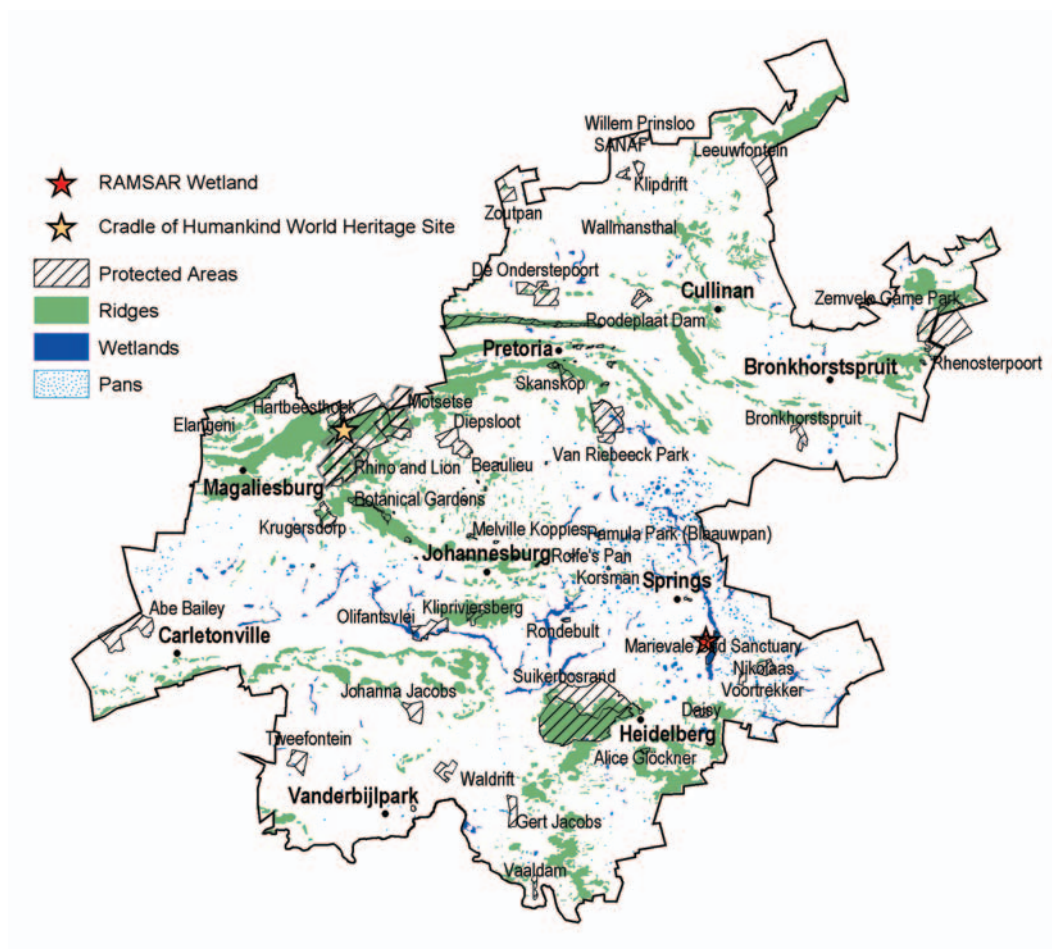 RAMSAR Wetland
Cradle of Humankind World Heritage Site
Protected Areas
Ridges
Wetlands
Pans
Willem Prinsloo
SANAF
Leeuwfontein
Klipdrift
Zoutpan
Wallmansthal
De Onderstepoort
Cullinan
Zemvelo Game Park
Roodeplaat Dam
Pretoria
Rhenosterpoort
Bronkhorstspruit
Skanskop
Hartbeesthoek
Motsetse
Elangeni
Diepsloot
Bronkhorstspruit
Van Riebeeck Park
Rhino and Lion
Beaulieu
Magaliesburg
Botanical Gardens
Krugersdorp
Melville Koppies
Pamula Park (Blaauwpan)
Johannesburg
Rolfe's Pan
Korsman
Springs
Abe Bailey
Klipriviersberg
Olifantsvlei
Rondebult
Carletonville
Marievale Bird Sanctuary
Nikolaas
Suikerbosrand
Johanna Jacobs
Voortrekker
Daisy
Heidelberg
Tweefontein
Alice Glockner
Waldrift
Vanderbijlpark
Gert Jacobs
Vaaldam